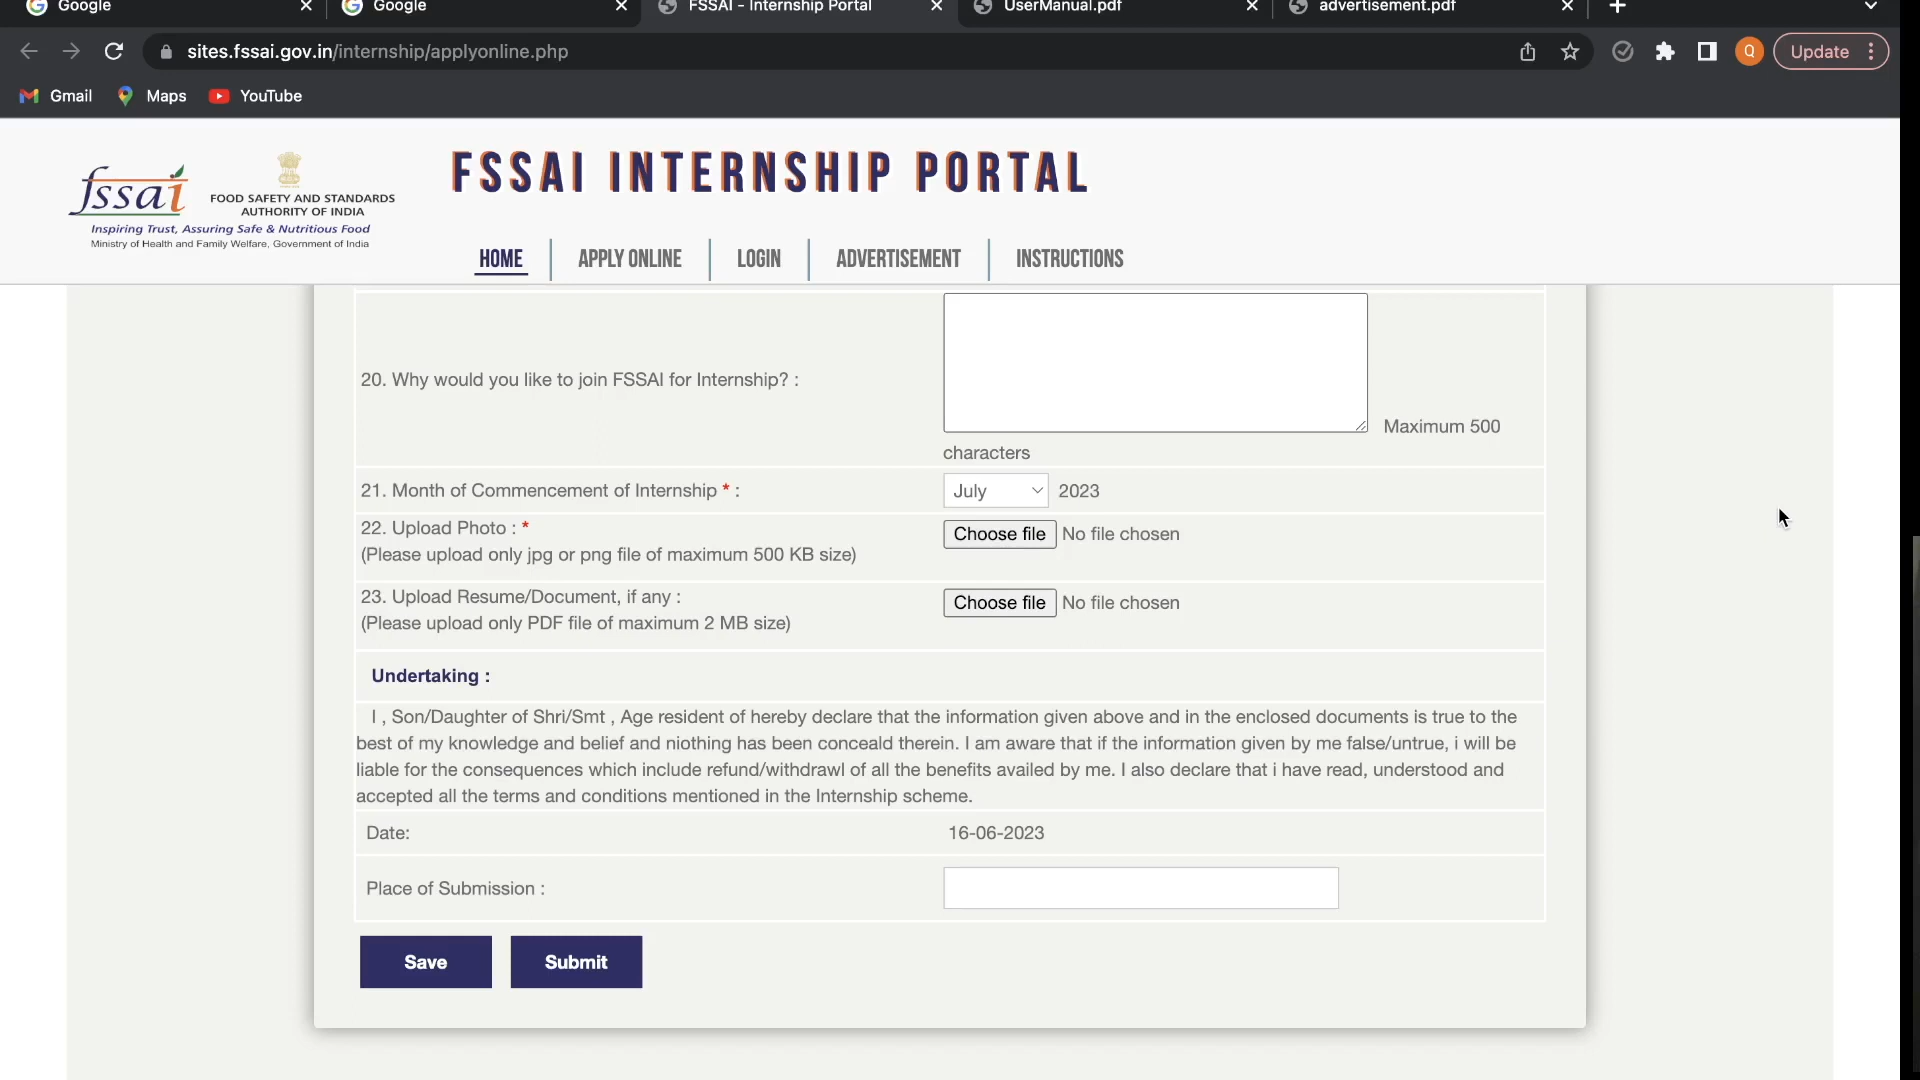 Google
Google
FSSAI - Internship Portal
UserManual.pdf
advertisement.pdf
sites.fssai.gov.in/internship/applyonline.php
Q
Update
Gmail
Maps
YouTube
fssai
FOOD SAFETY AND STANDARDS
AUTHORITY OF INDIA
Inspiring Trust, Assuring Safe & Nutritious Food
Ministry of Health and Family Welfare, Government of India
FSSAI INTERNSHIP PORTAL
HOME
APPLY ONLINE
LOGIN
ADVERTISEMENT
INSTRUCTIONS
20. Why would you like to join FSSAI for Internship? :
Maximum 500
characters
21. Month of Commencement of Internship * :
July
2023
22. Upload Photo : *
(Please upload only jpg or png file of maximum 500 KB size)
Choose file No file chosen
23. Upload Resume/Document, if any :
(Please upload only PDF file of maximum 2 MB size)
Choose file No file chosen
Undertaking :
I , Son/Daughter of Shri/Smt , Age resident of hereby declare that the information given above and in the enclosed documents is true to the
best of my knowledge and belief and niothing has been conceald therein. I am aware that if the information given by me false/untrue, i will be
liable for the consequences which include refund/withdrawl of all the benefits availed by me. I also declare that i have read, understood and
accepted all the terms and conditions mentioned in the Internship scheme.
Date:
16-06-2023
Place of Submission :
Save
Submit